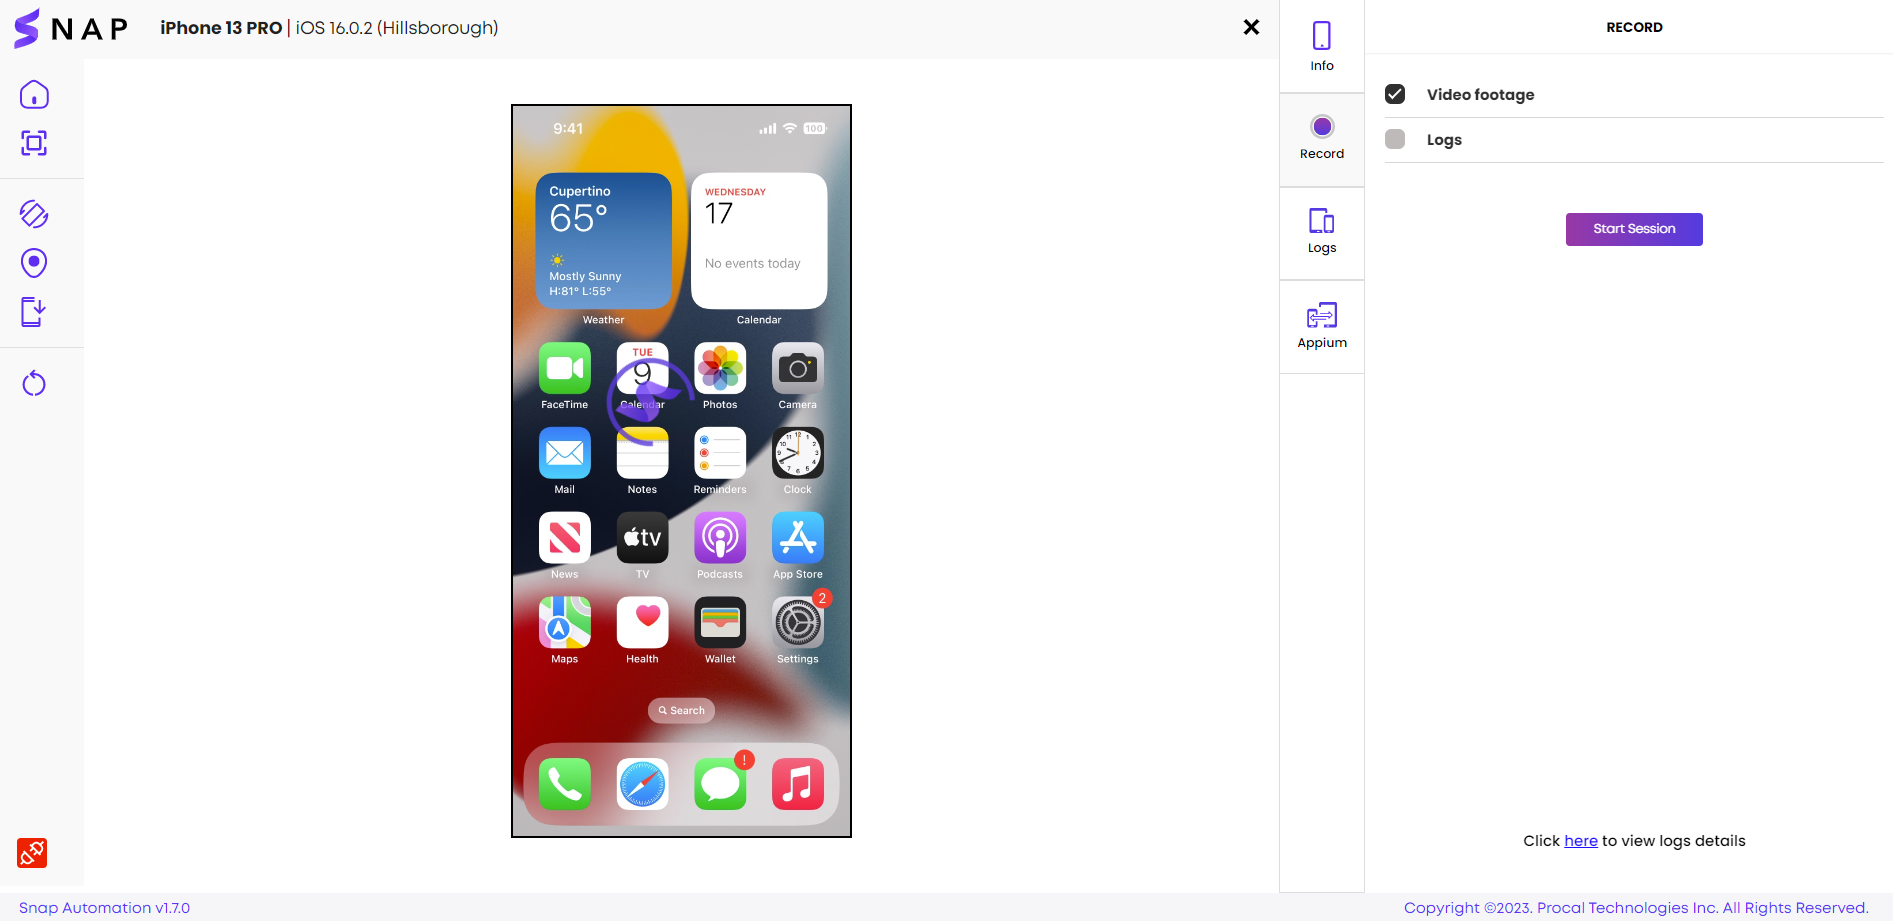 SNAP
iPhone 13 PRO | iOS 16.0.2 (Hillsborough)
Info
Record
Logs
Appium
RECORD
Video footage
Logs
Start Session
Click here to view logs details
9:41
100
Cupertino
65°
Mostly Sunny
H:81° L:55°
Weather
WEDNESDAY
17
No events today
Calendar
TUE
9
FaceTime
Calendar
Photos
Camera
Mail
Notes
Reminders
Clock
News
tv
TV
Podcasts
App Store
2
Maps
Health
Wallet
Settings
Search
!
Snap Automation v1.7.0
Copyright ©2023. Procal Technologies Inc. All Rights Reserved.